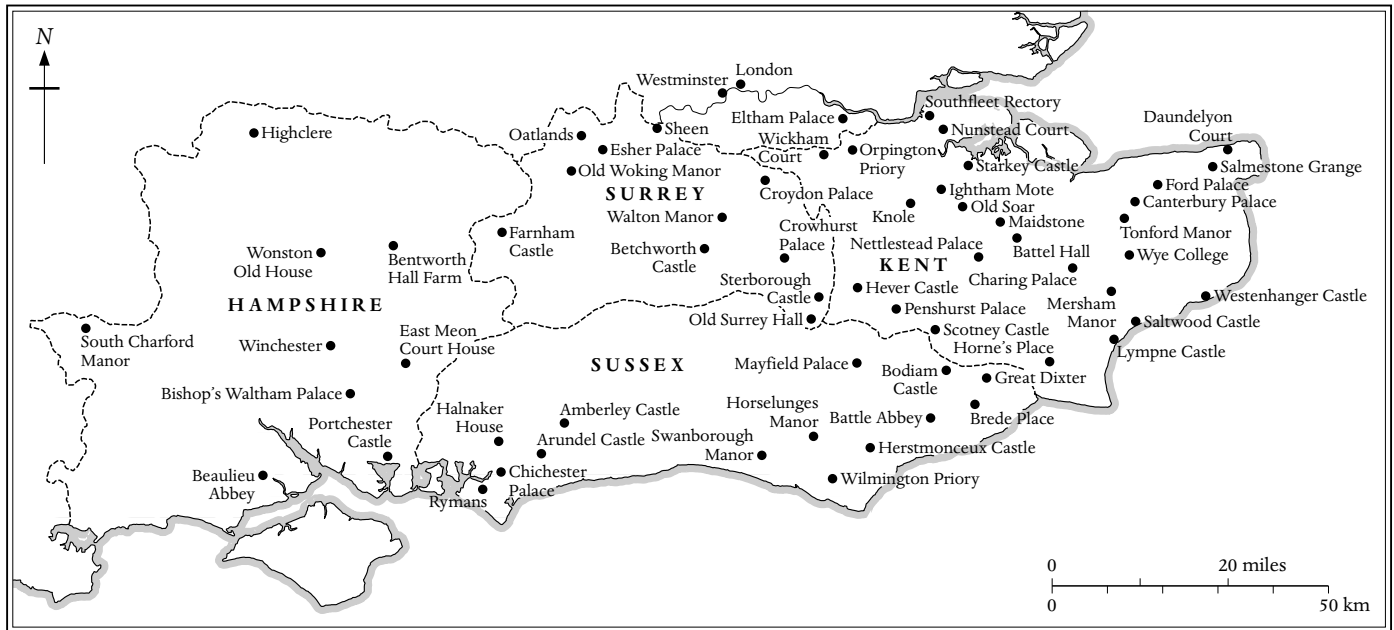 N
London
Westminster
Southfleet Rectory
Eltham Palace
Daundelyon
Court
Highclere
Oatlands
Sheen
Wickham
Court
Nunstead Court
Esher Palace
Orpington
Priory
Starkey Castle
Salmestone Grange
Old Woking Manor
SURREY
Croydon Palace
Ightham Mote
Ford Palace
Old Soar
Canterbury Palace
Knole
Walton Manor
Maidstone
Tonford Manor
Crowhurst
Palace
Farnham
Castle
Nettlestead Palace
Battel Hall
Wonston
Old House
Bentworth
Hall Farm
Betchworth
Castle
Wye College
KENT
Charing Palace
Sterborough
Castle
Hever Castle
HAMPSHIRE
Mersham
Manor
Westenhanger Castle
Penshurst Palace
Old Surrey Hall
Saltwood Castle
South Charford
Manor
East Meon
Court House
Scotney Castle
Winchester
Horne's Place
Lympne Castle
SUSSEX
Mayfield Palace
Bodiam
Castle
Great Dixter
Bishop's Waltham Palace
Halnaker
House
Amberley Castle
Horselunges
Manor
Battle Abbey
Brede Place
Portchester
Castle
Arundel Castle
Swanborough
Manor
Herstmonceux Castle
Beaulieu
Abbey
Chichester
Palace
Rymans
Wilmington Priory
0 20 miles
0 50 km